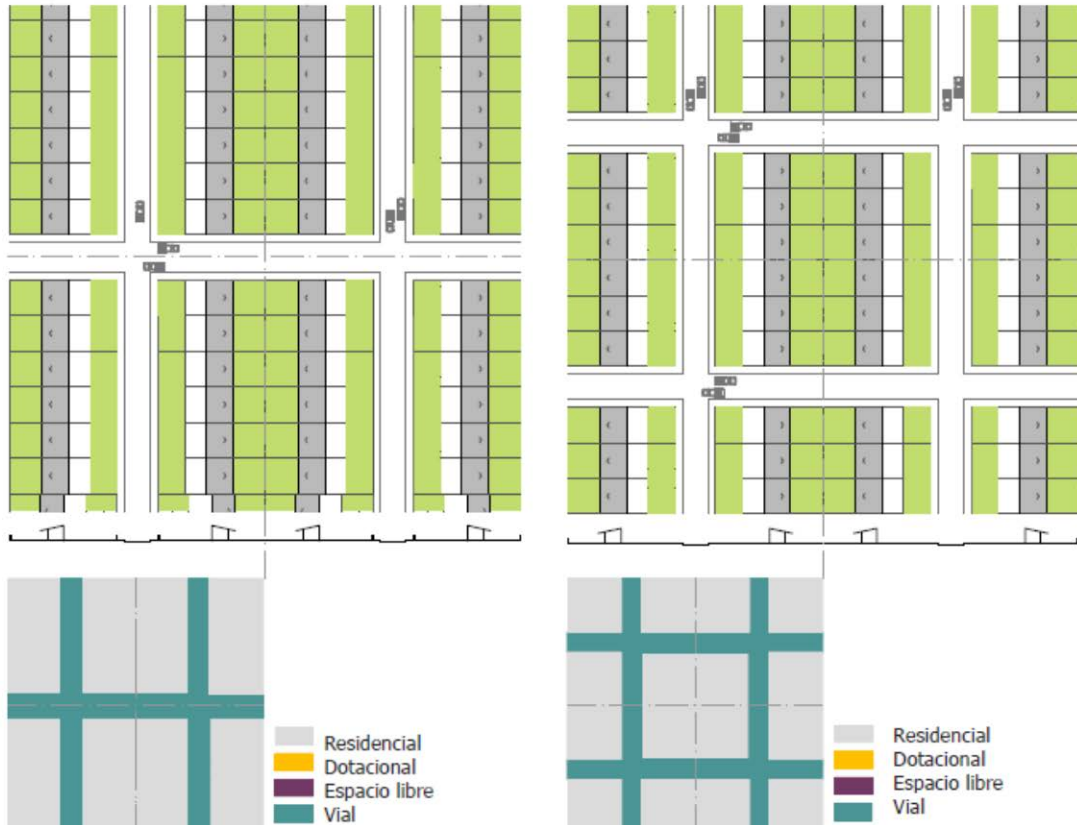 Residencial
Dotacional
Espacio libre
Vial
Residencial
Dotacional
Espacio libre
Vial